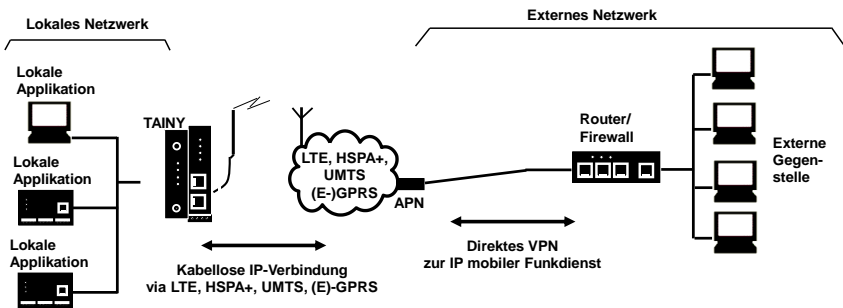 Lokales Netzwerk
Externes Netzwerk
Lokale
Applikation
TAINY
Lokale
Applikation
Lokale
Applikation
LTE, HSPA+,
UMTS
(E-)GPRS
APN
Router/
Firewall
Externe
Gegen-
stelle
Kabellose IP-Verbindung
via LTE, HSPA+, UMTS, (E)-GPRS
Direktes VPN
zur IP mobiler Funkdienst